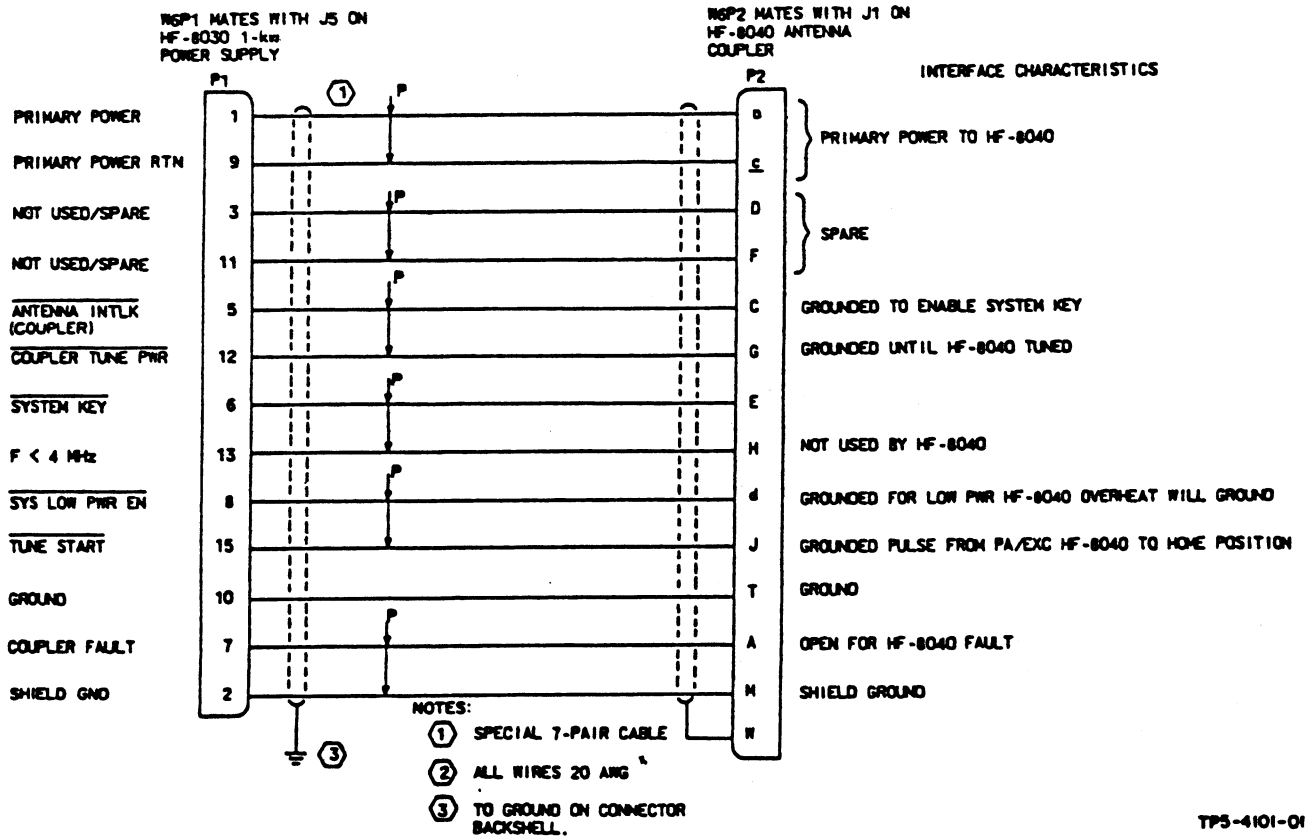 W6P1 MATES WITH J5 ON
HF-8030 1-kw
POWER SUPPLY
W6P2 MATES WITH J1 ON
HF-8040 ANTENNA
COUPLER
INTERFACE CHARACTERISTICS
P1
P2
1
P
PRIMARY POWER 1 b
PRIMARY POWER TO HF-8040
PRIMARY POWER RTN 9 c
P
NOT USED/SPARE 3 D
SPARE
NOT USED/SPARE 11 F
P
ANTENNA INTLK 5 C GROUNDED TO ENABLE SYSTEM KEY
(COUPLER)
COUPLER TUNE PWR 12 G GROUNDED UNTIL HF-8040 TUNED
P
SYSTEM KEY 6 E
F < 4 MHz 13 H NOT USED BY HF-8040
P
SYS LOW PWR EN 8 d GROUNDED FOR LOW PWR HF-8040 OVERHEAT WILL GROUND
TUNE START 15 J GROUNDED PULSE FROM PA/EXC HF-8040 TO HOME POSITION
GROUND 10 T GROUND
P
COUPLER FAULT 7 A OPEN FOR HF-8040 FAULT
SHIELD GND 2 M SHIELD GROUND
W
3
NOTES:
1 SPECIAL 7-PAIR CABLE
2 ALL WIRES 20 AWG
3 TO GROUND ON CONNECTOR
BACKSHELL.
TP5-4101-01